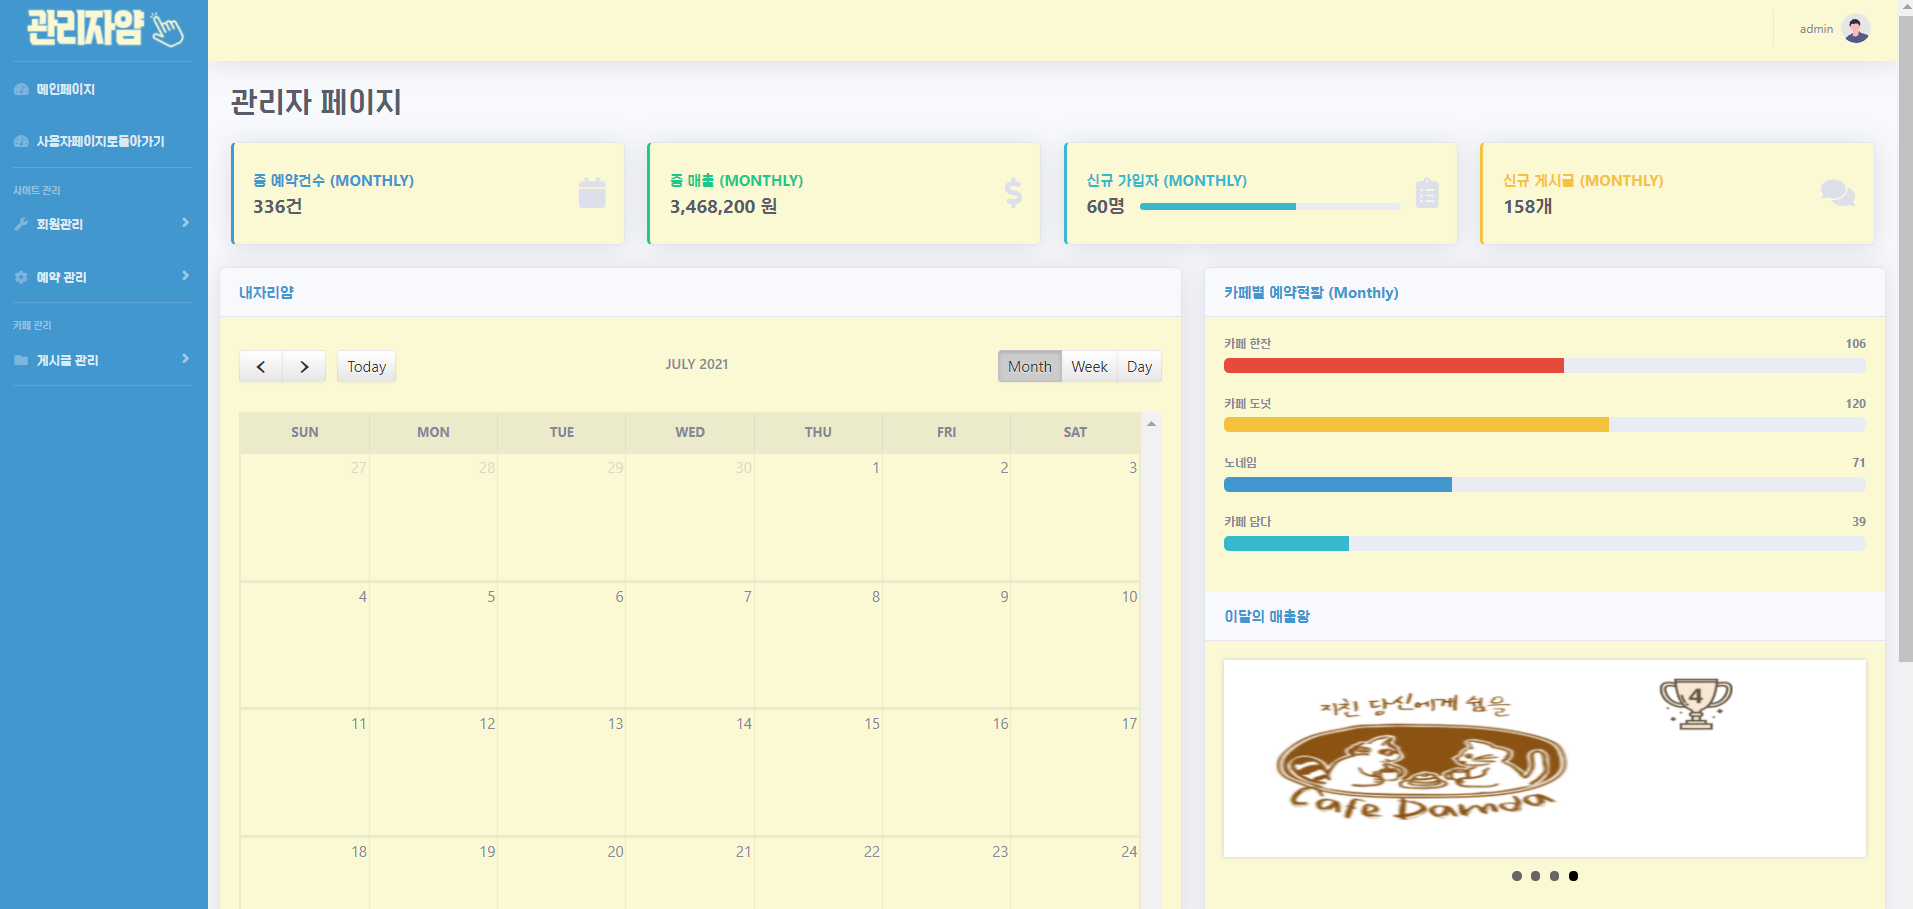 관리자얌
admin
메인페이지
사용자페이지로돌아가기
사이트 관리
회원관리
예약 관리
카페 관리
게시글 관리
관리자 페이지
총 예약건수 (MONTHLY)
336건
총 매출 (MONTHLY)
3,468,200 원
신규 가입자 (MONTHLY)
60명
신규 게시글 (MONTHLY)
158개
내자리얌
Today
JULY 2021
Month Week Day
SUN MON TUE WED THU FRI SAT
27 28 29 30 1 2 3
4 5 6 7 8 9 10
11 12 13 14 15 16 17
18 19 20 21 22 23 24
카페별 예약현황 (Monthly)
카페 한잔 106
카페 도넛 120
노네임 71
카페 담다 39
이달의 매출왕
지친 당신에게 쉼을
Cafe Damda
4